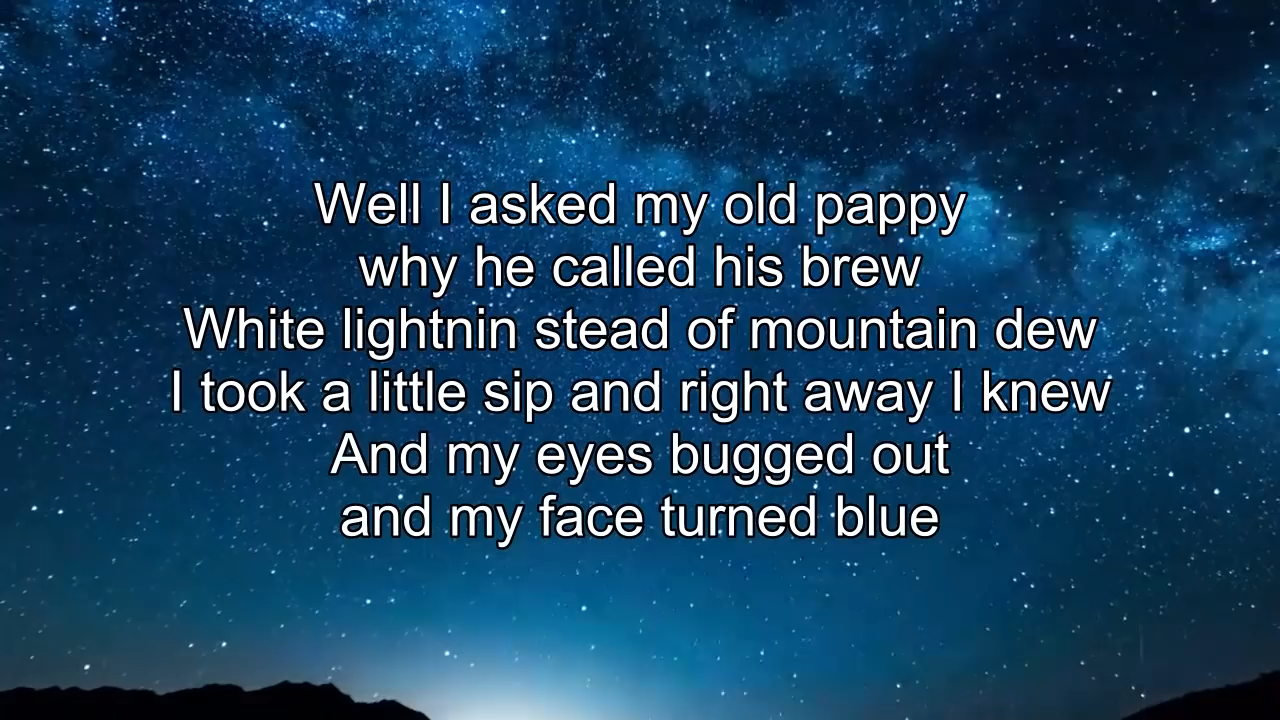 Well I asked my old pappy
why he called his brew
White lightnin stead of mountain dew
I took a little sip and right away I knew
And my eyes bugged out
and my face turned blue